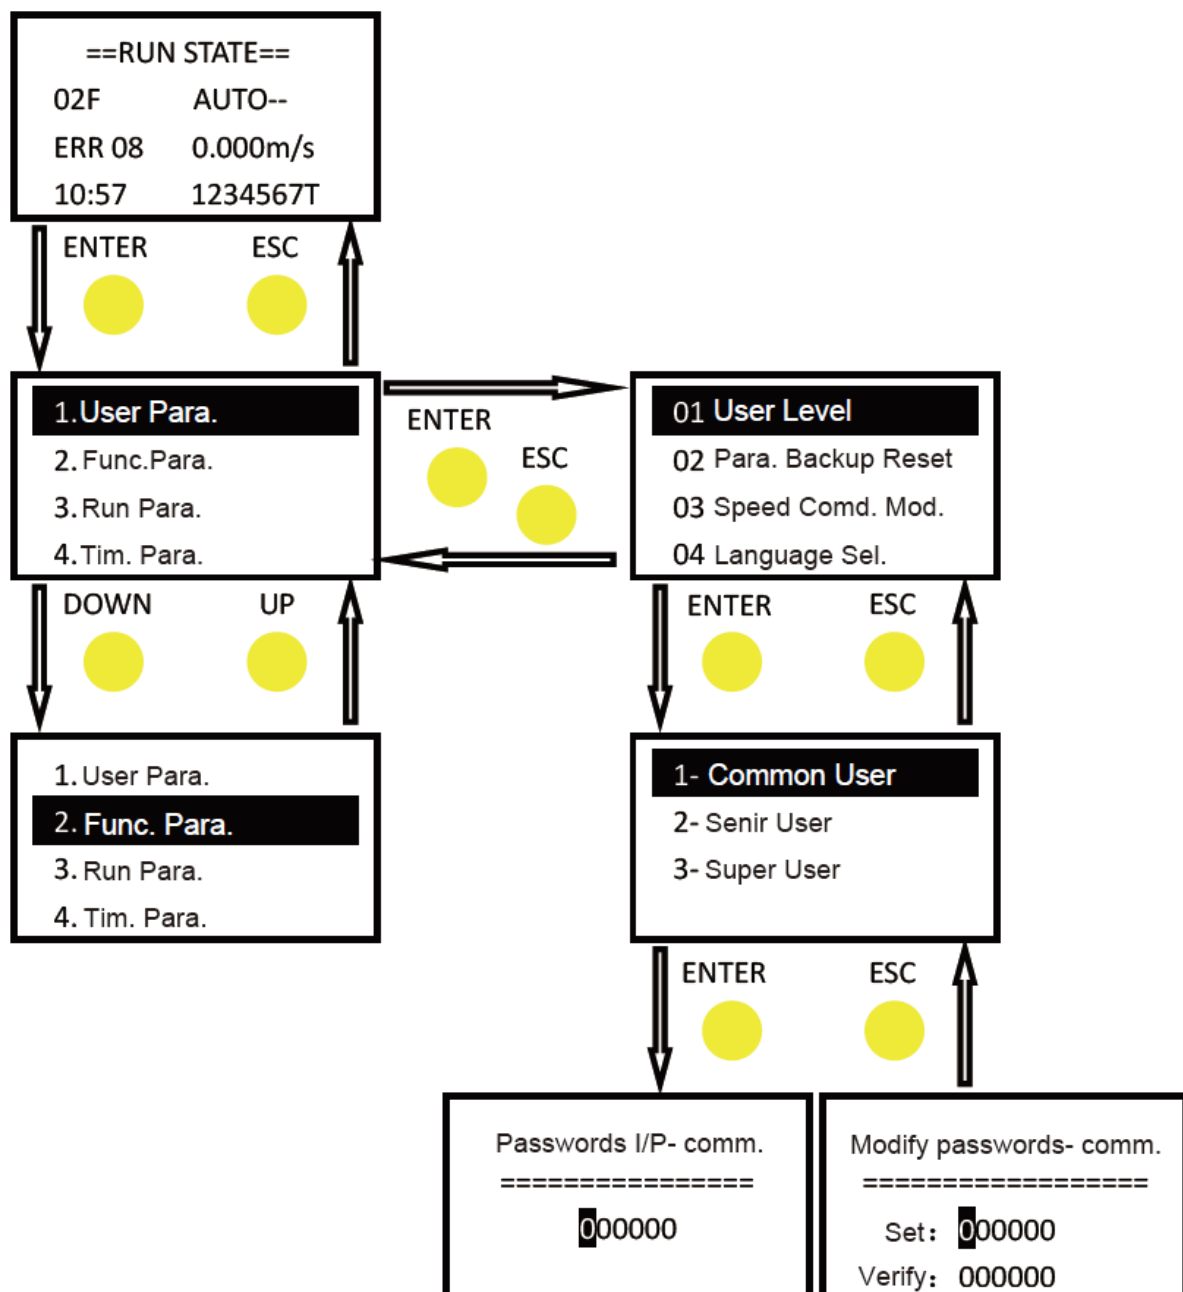 ==RUN STATE==
02F AUTO--
ERR 08 0.000m/s
10:57 1234567T
ENTER ESC
1.User Para.
2.Func.Para.
3.Run Para.
4.Tim. Para.
ENTER
ESC
01 User Level
02 Para. Backup Reset
03 Speed Comd. Mod.
04 Language Sel.
DOWN UP
ENTER ESC
1.User Para.
2. Func. Para.
3. Run Para.
4. Tim. Para.
1- Common User
2- Senir User
3- Super User
ENTER ESC
Passwords I/P- comm.
================
000000
Modify passwords- comm.
==================
Set: 000000
Verify: 000000